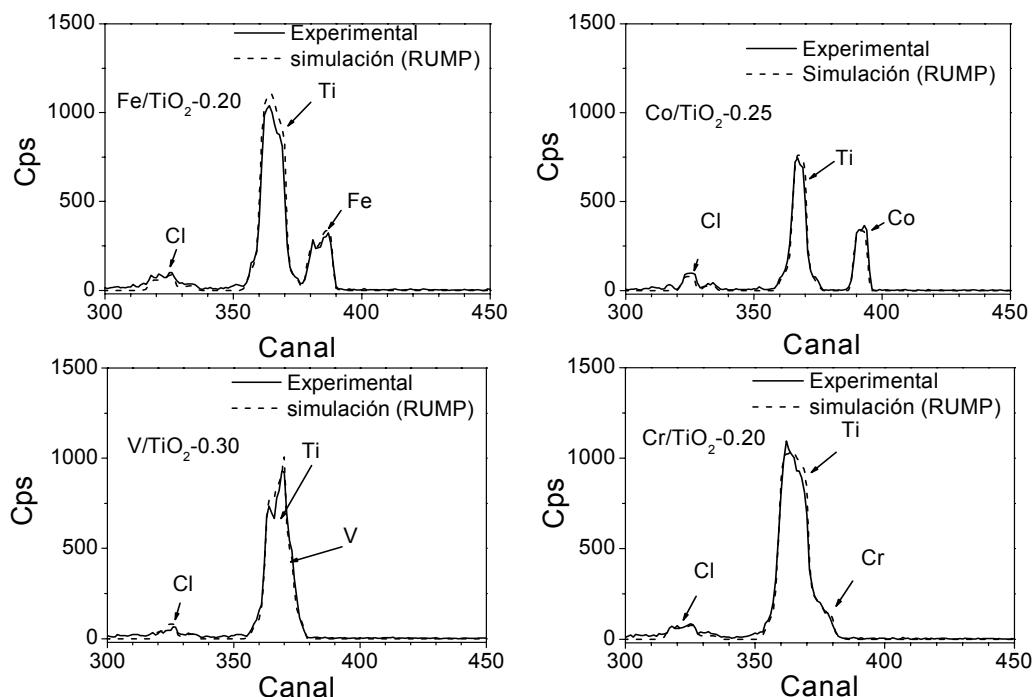 1500
1000
500
0
Cps
Experimental
simulación (RUMP)
Fe/TiO₂-0.20
Ti
Fe
Cl
300 350 400 450
Canal
1500
1000
500
0
Cps
Experimental
Simulación (RUMP)
Co/TiO₂-0.25
Ti
Cl
Co
300 350 400 450
Canal
1500
1000
500
0
Cps
Experimental
simulación (RUMP)
V/TiO₂-0.30
Ti
V
Cl
300 350 400 450
Canal
1500
1000
500
0
Cps
Experimental
simulación (RUMP)
Cr/TiO₂-0.20
Ti
Cl
Cr
300 350 400 450
Canal